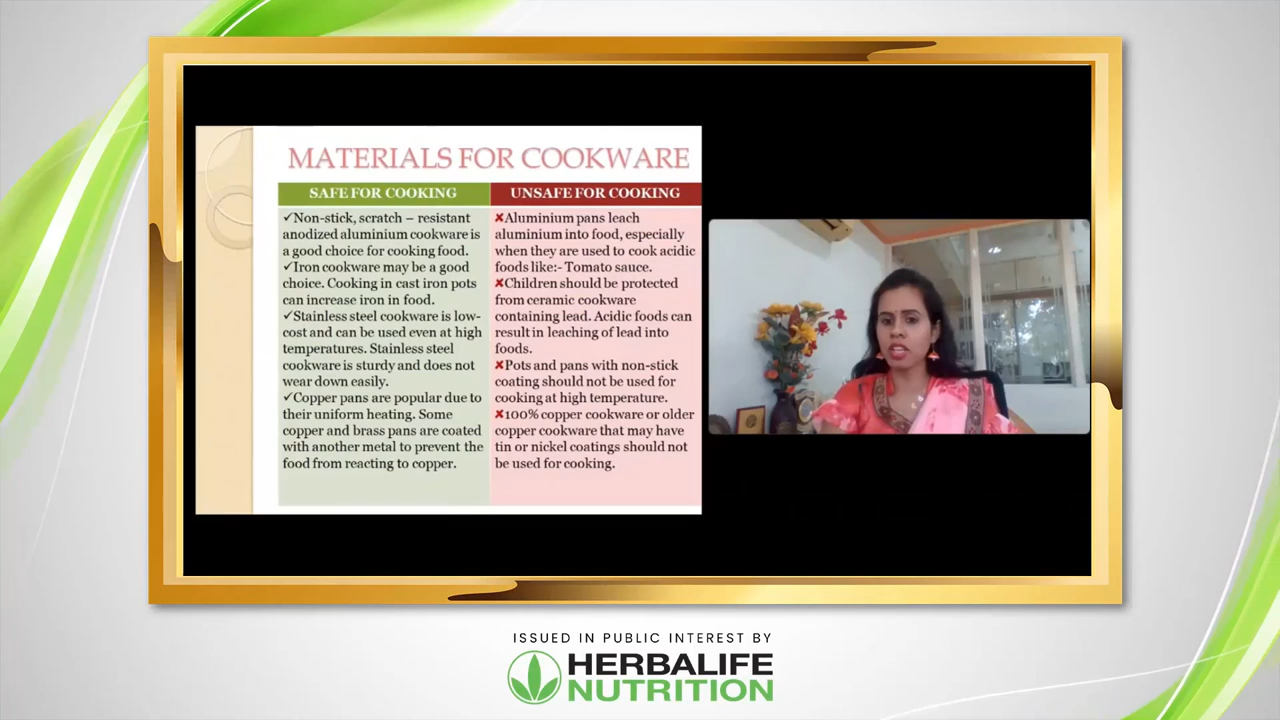 MATERIALS FOR COOKWARE
SAFE FOR COOKING
✓Non-stick, scratch – resistant
anodized aluminium cookware is
a good choice for cooking food.
✓Iron cookware may be a good
choice. Cooking in cast iron pots
can increase iron in food.
✓Stainless steel cookware is low-
cost and can be used even at high
temperatures. Stainless steel
cookware is sturdy and does not
wear down easily.
✓Copper pans are popular due to
their uniform heating. Some
copper and brass pans are coated
with another metal to prevent the
food from reacting to copper.
UNSAFE FOR COOKING
✘Aluminium pans leach
aluminium into food, especially
when they are used to cook acidic
foods like:- Tomato sauce.
✘Children should be protected
from ceramic cookware
containing lead. Acidic foods can
result in leaching of lead into
foods.
✘Pots and pans with non-stick
coating should not be used for
cooking at high temperature.
✘100% copper cookware or older
copper cookware that may have
tin or nickel coatings should not
be used for cooking.
ISSUED IN PUBLIC INTEREST BY
HERBALIFE
NUTRITION